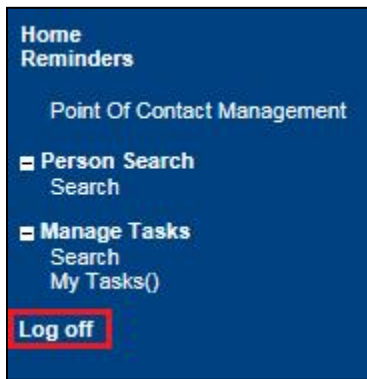 Home
Reminders
Point Of Contact Management
Person Search
Search
Manage Tasks
Search
My Tasks()
Log off